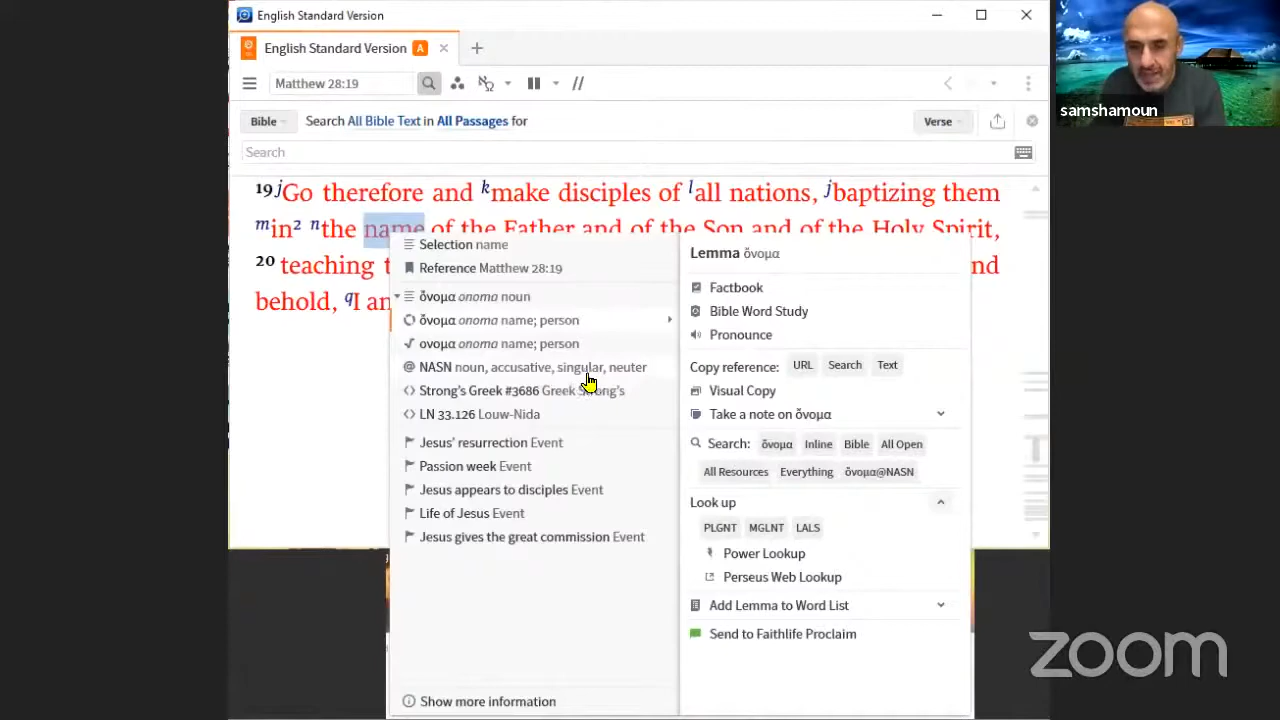 English Standard Version
English Standard Version A
Matthew 28:19
Bible Search All Bible Text in All Passages for Verse
Search
samshamoun
19 jGo therefore and kmake disciples of lall nations, jbaptizing them
min2 nthe name of the Father and of the Son and of the Holy Spirit,
20 teaching
behold, qI am
Selection name
Reference Matthew 28:19
ὄνομα onoma noun
ὄνομα onoma name; person
ονομα onoma name; person
NASN noun, accusative, singular, neuter
Strong's Greek #3686 Greek Strong's
LN 33.126 Louw-Nida
Jesus' resurrection Event
Passion week Event
Jesus appears to disciples Event
Life of Jesus Event
Jesus gives the great commission Event
Show more information
Lemma ὄνομα
Factbook
Bible Word Study
Pronounce
Copy reference: URL Search Text
Visual Copy
Take a note on ὄνομα
Search: ὄνομα Inline Bible All Open
All Resources Everything ὄνομα@NASN
Look up
PLGNT MGLNT LALS
Power Lookup
Perseus Web Lookup
Add Lemma to Word List
Send to Faithlife Proclaim
zoom